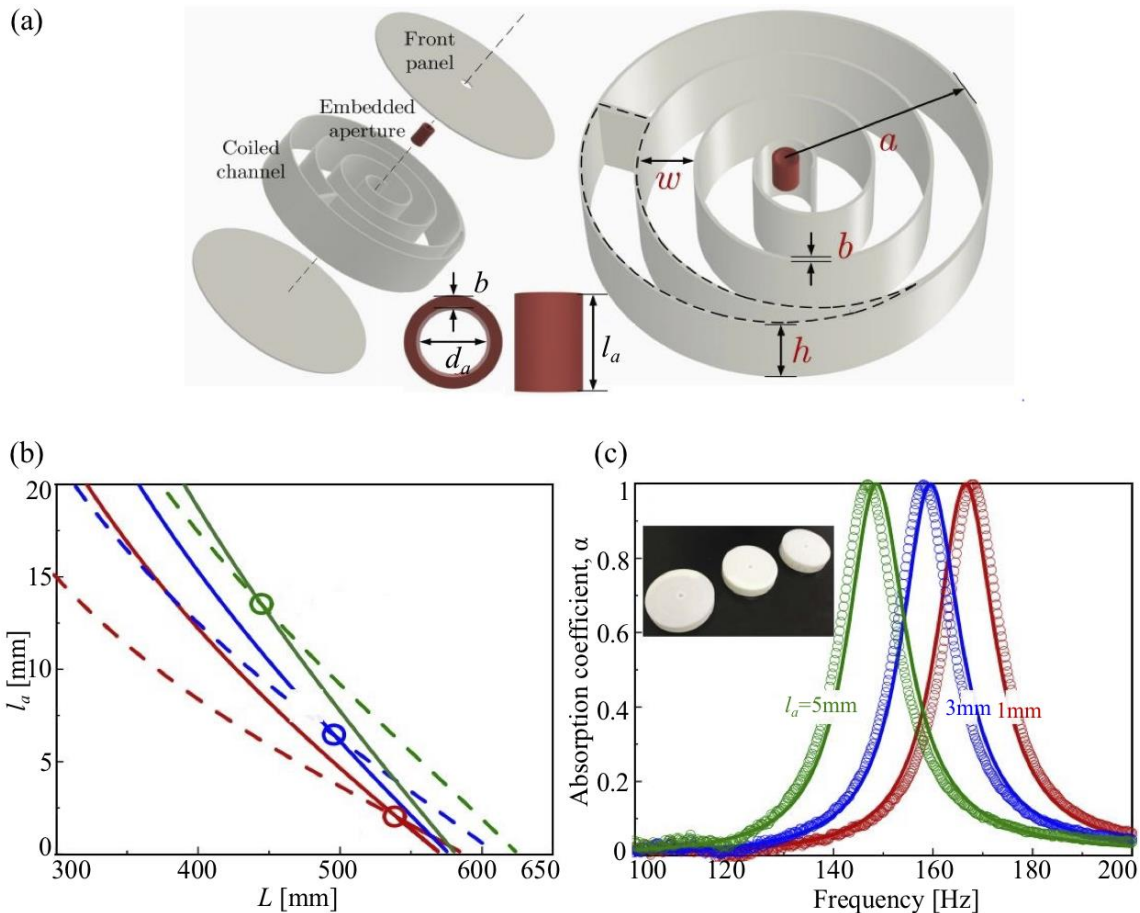 (a)
Front
panel
Embedded
aperture
Coiled
channel
a
w
b
h
b
d_a
l_a
(b)
20
15
10
5
0
l_a [mm]
300
400
500
600
650
L [mm]
(c)
1
0.8
0.6
0.4
0.2
0
Absorption coefficient, α
l_a=5mm
3mm
1mm
100
120
140
160
180
200
Frequency [Hz]